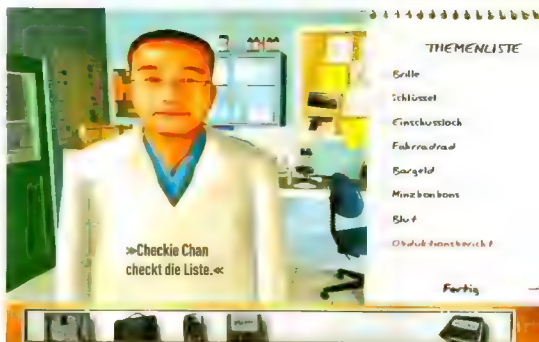 THEMENLISTE
Brille
Schlüssel
Einschussloch
Fahrradrad
Bargeld
Minzbonbons
Blut
Obduktionsbericht
Fertig
»Checkie Chan
checkt die Liste.«